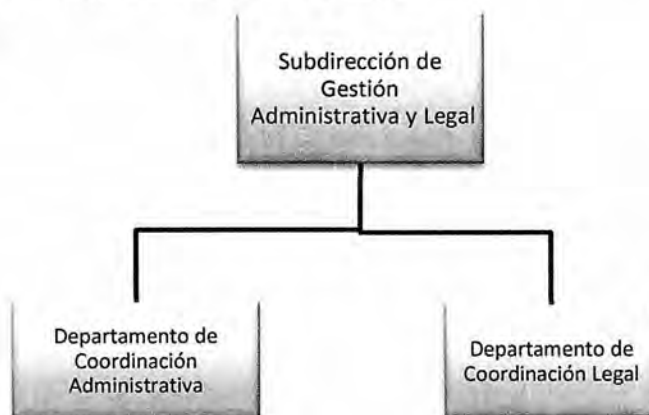 Subdirección de
Gestión
Administrativa y Legal
Departamento de
Coordinación
Administrativa
Departamento de
Coordinación Legal